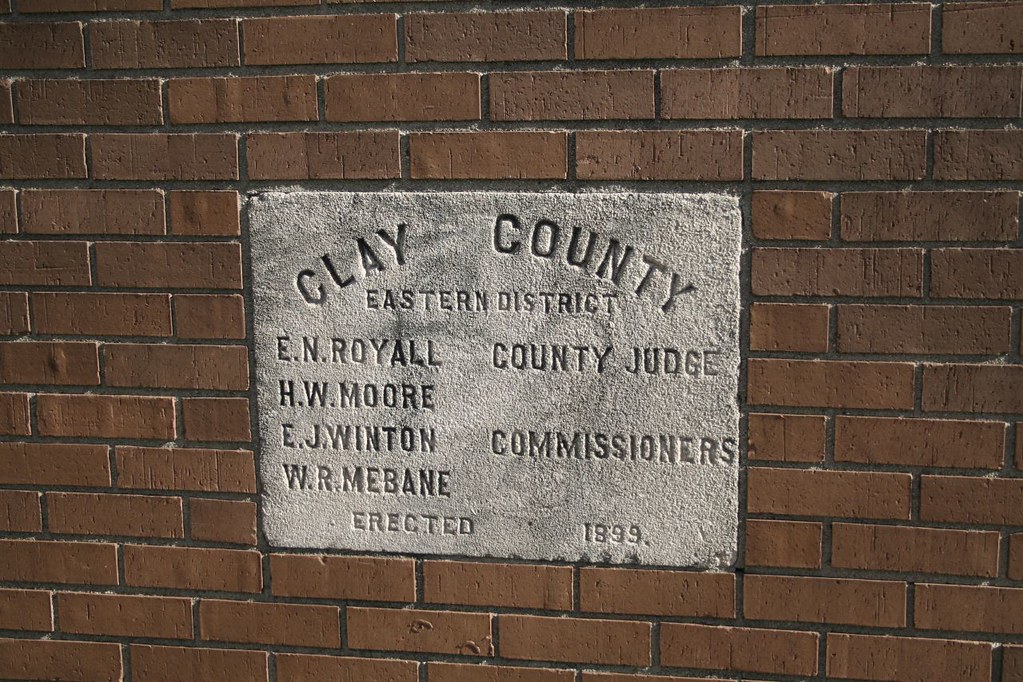 CLAY COUNTY
EASTERN DISTRICT
E.N.ROYALL COUNTY JUDGE
H.W.MOORE
E.J.WINTON COMMISSIONERS
W.R.MEBANE
ERECTED 1899.